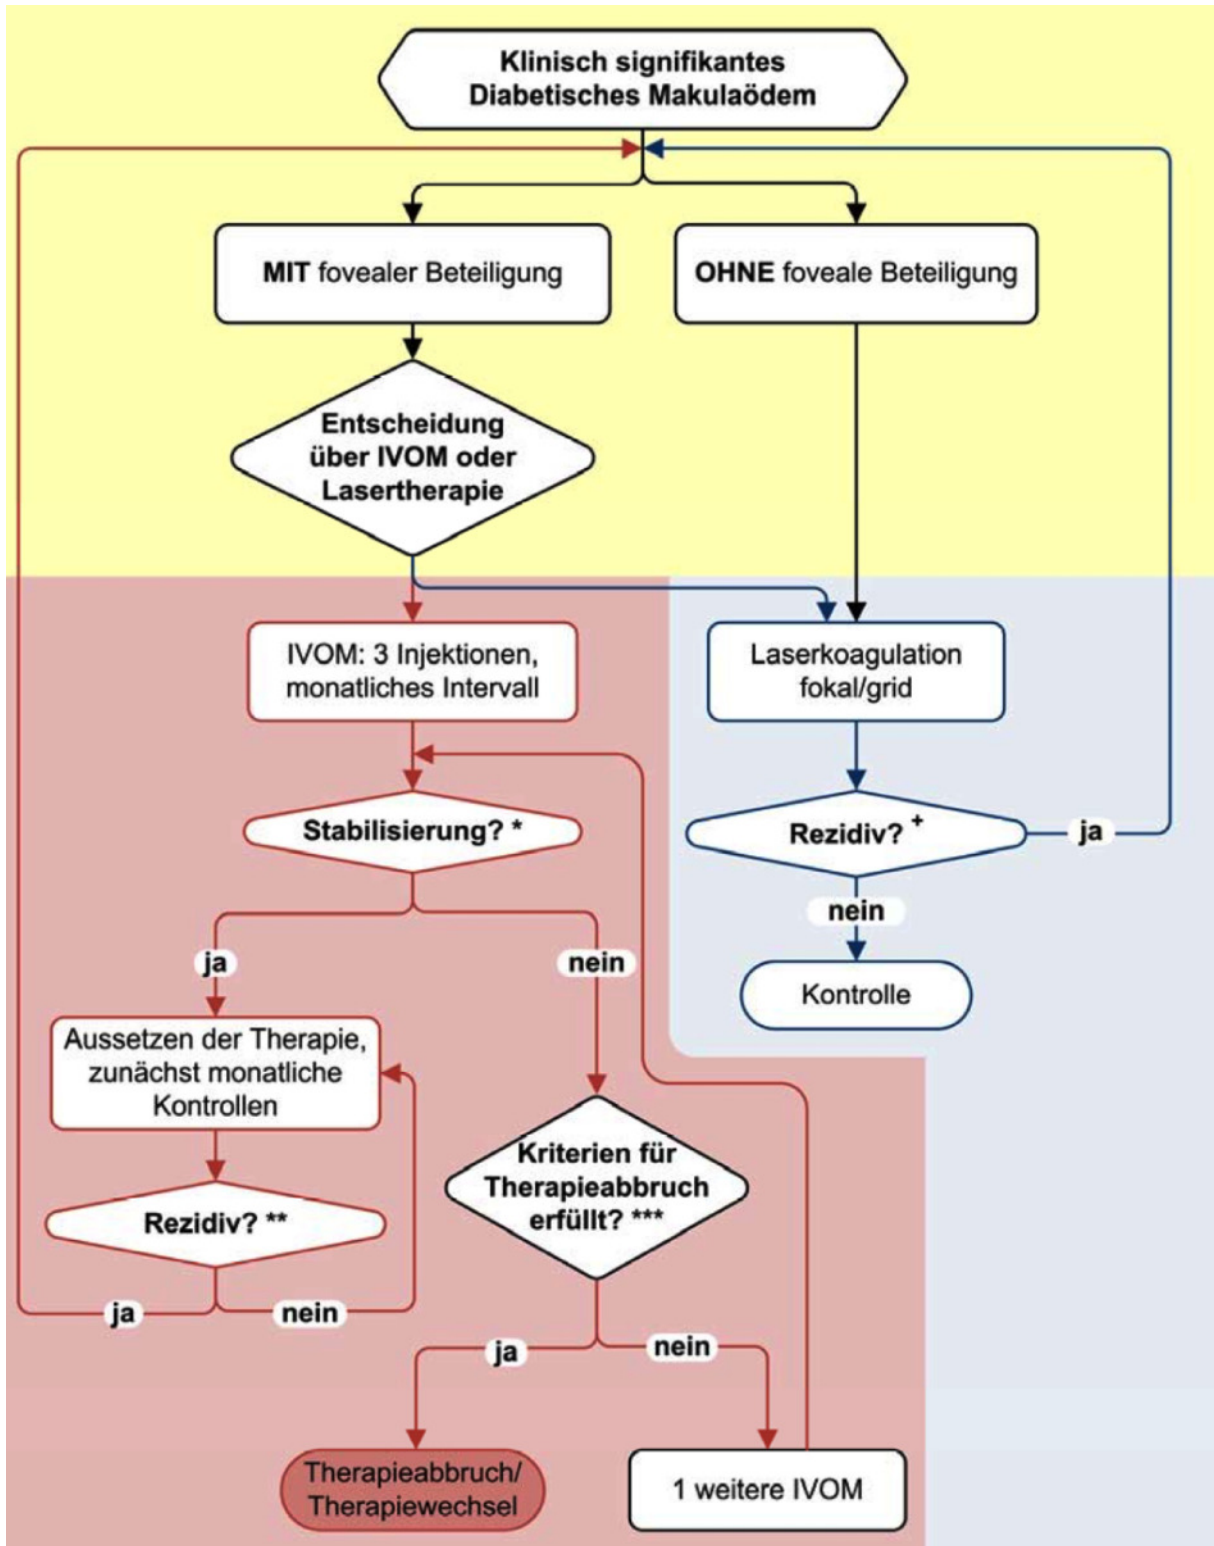 Klinisch signifikantes
Diabetisches Makulaödem
MIT fovealer Beteiligung
OHNE foveale Beteiligung
Entscheidung
über IVOM oder
Lasertherapie
IVOM: 3 Injektionen,
monatliches Intervall
Laserkoagulation
fokal/grid
Stabilisierung? *
Rezidiv? +
ja
nein
Kontrolle
ja
nein
Aussetzen der Therapie,
zunächst monatliche
Kontrollen
Kriterien für
Therapieabbruch
erfüllt? ***
Rezidiv? **
ja
nein
ja
nein
Therapieabbruch/
Therapiewechsel
1 weitere IVOM